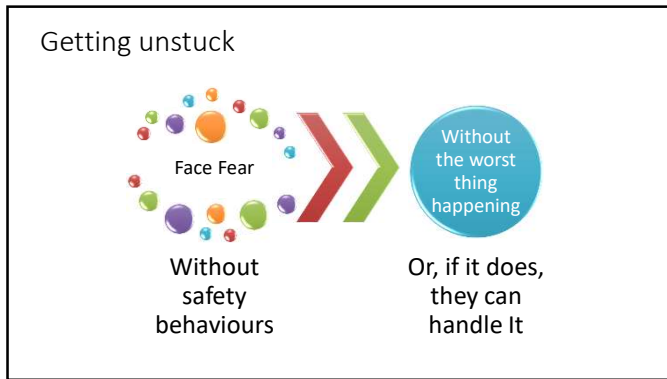 Getting unstuck
Face Fear
Without
the worst
thing
happening
Without
safety
behaviours
Or, if it does,
they can
handle It